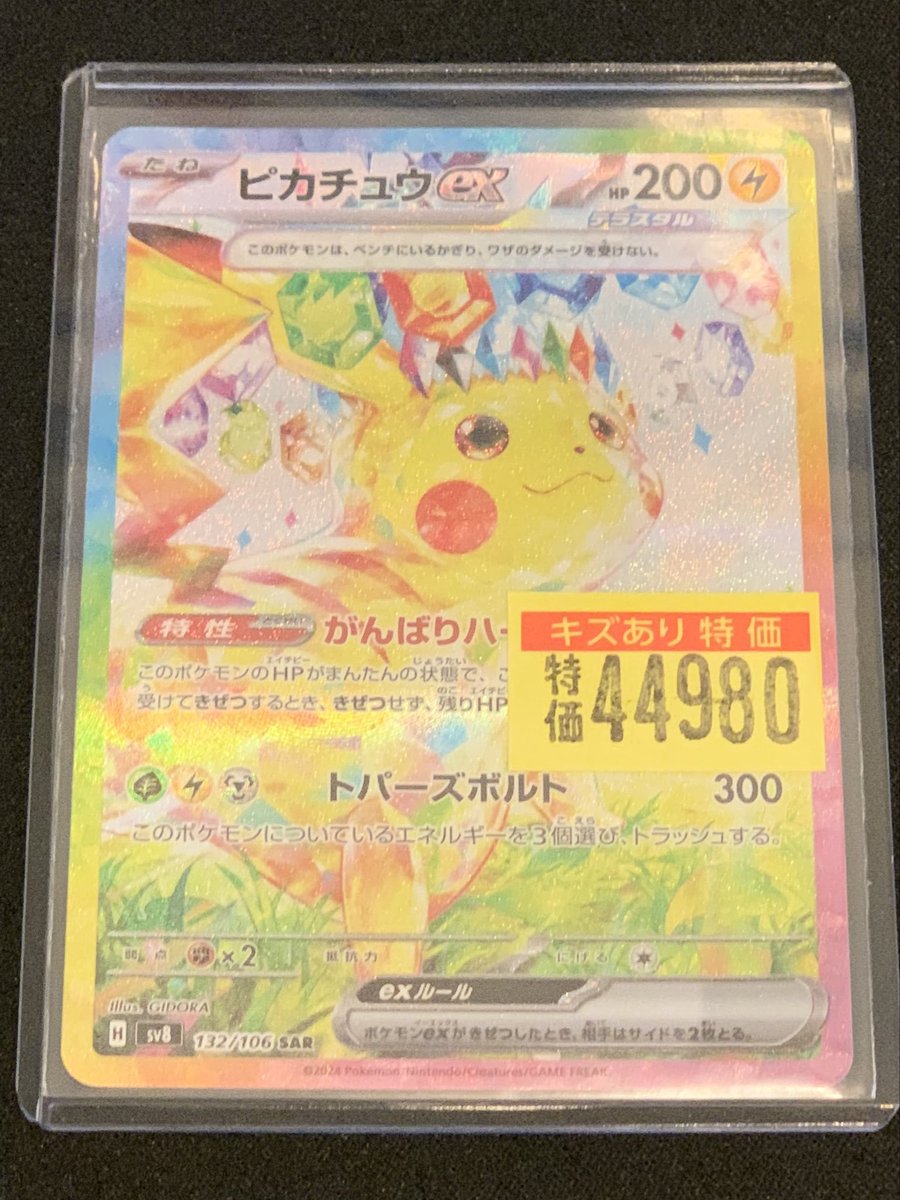 たね ピカチュウex HP 200
テラスタル
このポケモンは、ベンチにいるかぎり、ワザのダメージを受けない。
特性 がんばりハー
このポケモンのHPがまんたんの状態で、こ
受けてきぜつするとき、きぜつせず、残りHP
キズあり特価
特価 44980
トパーズボルト 300
このポケモンについているエネルギーを3個選び、トラッシュする。
弱点 ×2 抵抗力 にげる
Illus. GIDORA
exルール
ポケモンexがきぜつしたとき、相手はサイドを2枚とる。
H sv8 132/106 SAR
©2024 Pokémon/Nintendo/Creatures/GAME FREAK.